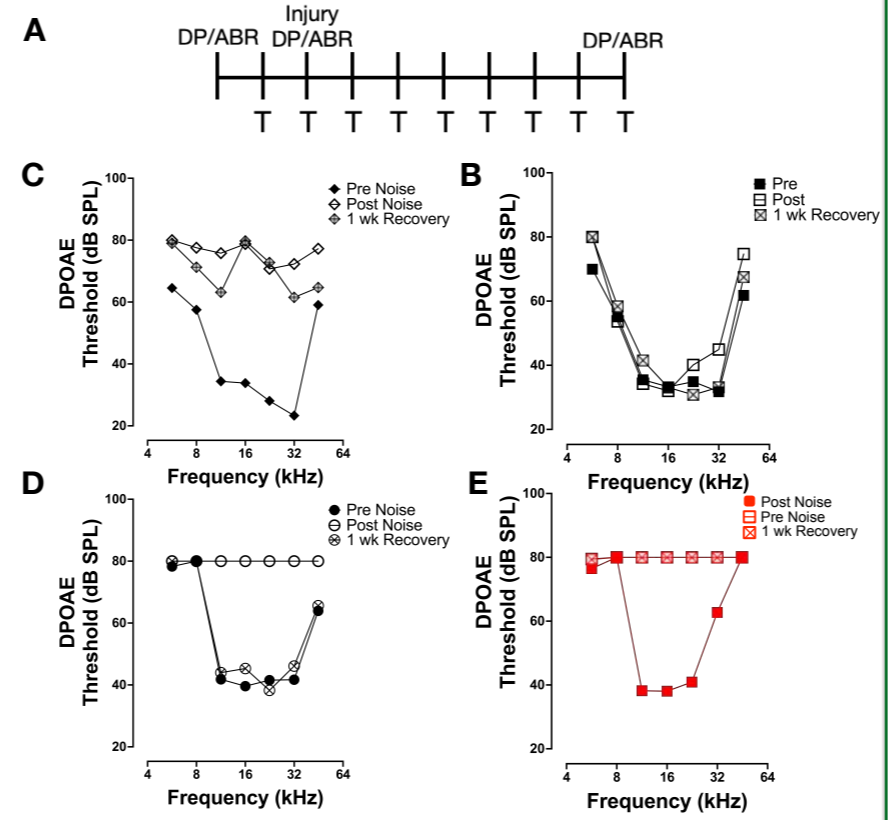 A
Injury
DP/ABR DP/ABR DP/ABR
T T T T T T T T T
C
DPOAE
Threshold (dB SPL)
100
80
60
40
20
4 8 16 32 64
Frequency (kHz)
Pre Noise
Post Noise
1 wk Recovery
B
DPOAE
Threshold (dB SPL)
100
80
60
40
20
4 8 16 32 64
Frequency (kHz)
Pre
Post
1 wk Recovery
D
DPOAE
Threshold (dB SPL)
100
80
60
40
20
4 8 16 32 64
Frequency (kHz)
Pre Noise
Post Noise
1 wk Recovery
E
DPOAE
Threshold (dB SPL)
100
80
60
40
20
4 8 16 32 64
Frequency (kHz)
Post Noise
Pre Noise
1 wk Recovery